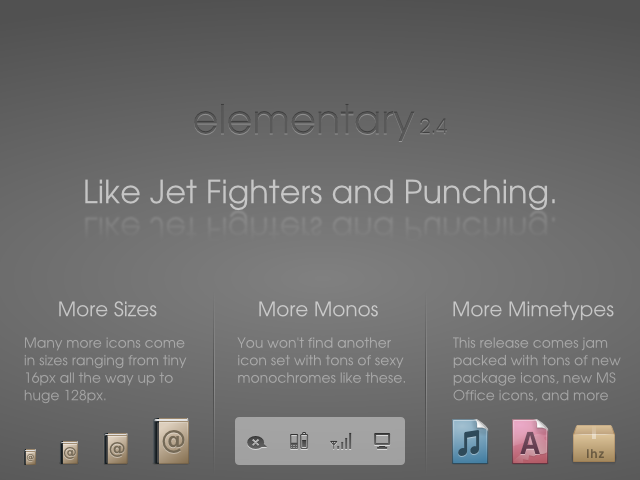 elementary 2.4
Like Jet Fighters and Punching.
More Sizes
Many more icons come
in sizes ranging from tiny
16px all the way up to
huge 128px.
More Monos
You won't find another
icon set with tons of sexy
monochromes like these.
More Mimetypes
This release comes jam
packed with tons of new
package icons, new MS
Office icons, and more
@
@
@
@
A
lhz